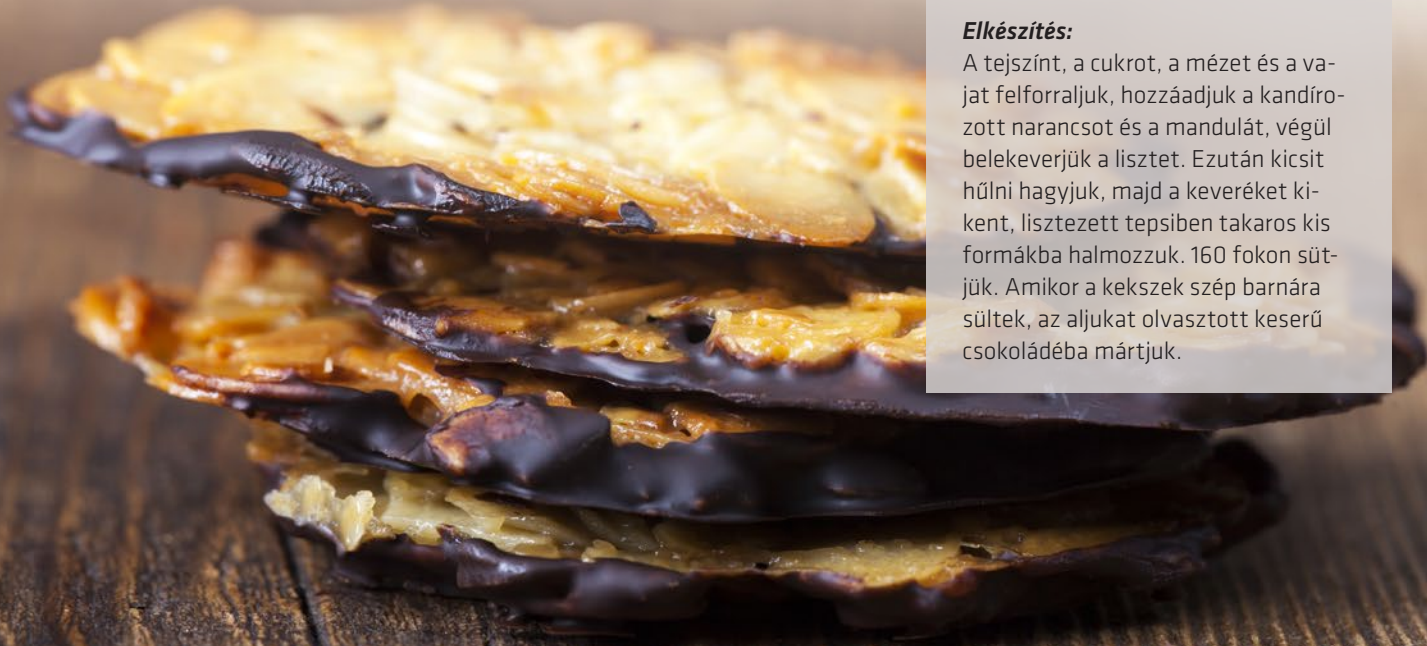 Elkészítés:
A tejszínt, a cukrot, a mézet és a va-
jat felforraljuk, hozzáadjuk a kandíro-
zott narancsot és a mandulát, végül
belekeverjük a lisztet. Ezután kicsit
hűlni hagyjuk, majd a keveréket ki-
kent, lisztezett tepsiben takaros kis
formákba halmozzuk. 160 fokon süt-
jük. Amikor a kekszek szép barnára
sültek, az aljukat olvasztott keserű
csokoládéba mártjuk.